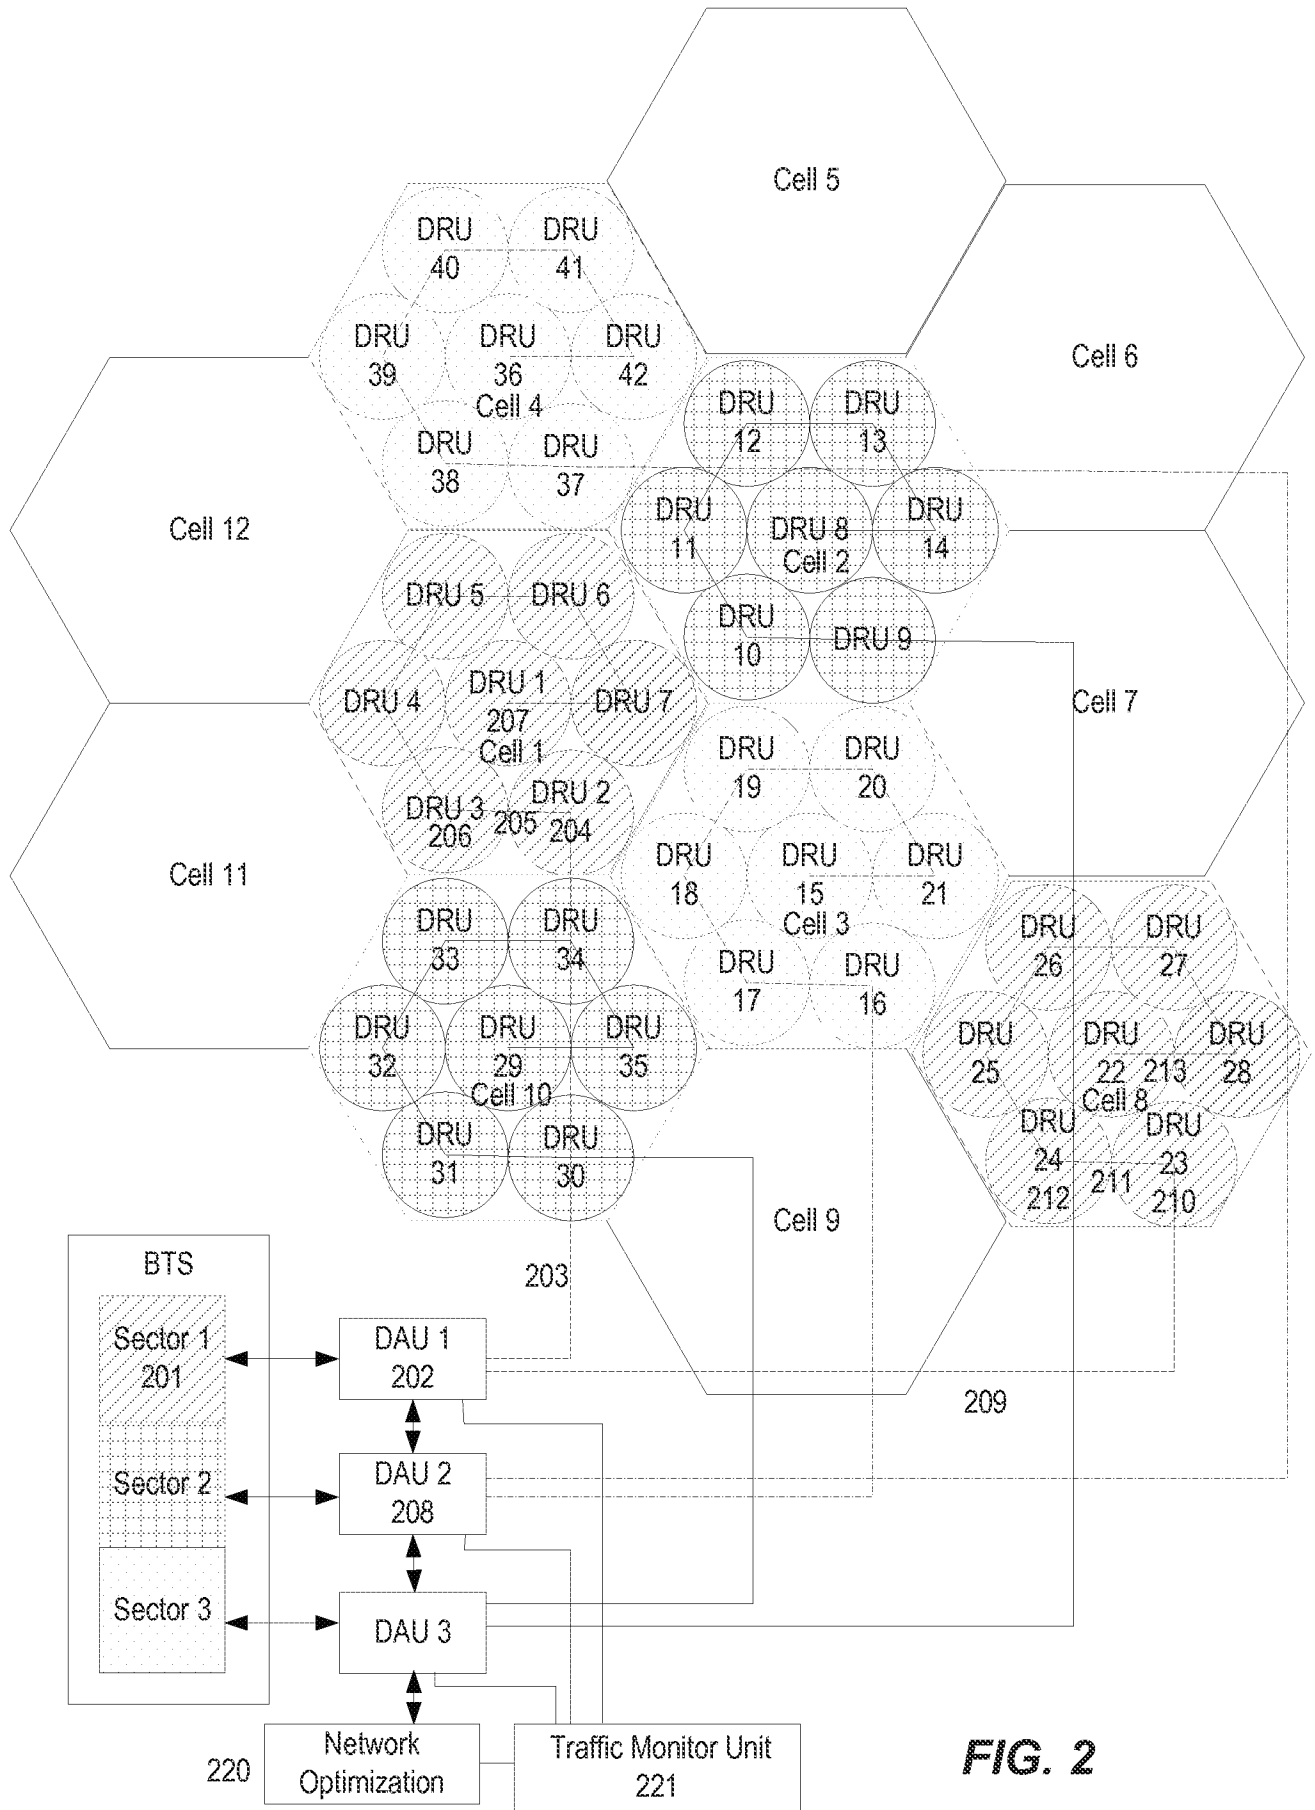 Cell 5
DRU
40
DRU
41
DRU
39
DRU
36
DRU
42
Cell 4
DRU
38
DRU
37
Cell 6
DRU
12
DRU
13
DRU
11
DRU 8
DRU
14
Cell 2
DRU
10
DRU 9
Cell 12
DRU 5
DRU 6
DRU 4
DRU 1
207
DRU 7
Cell 1
DRU 3
206
205
DRU 2
204
Cell 7
DRU
19
DRU
20
DRU
18
DRU
15
DRU
21
Cell 3
DRU
17
DRU
16
Cell 11
DRU
33
DRU
34
DRU
32
DRU
29
DRU
35
Cell 10
DRU
31
DRU
30
DRU
26
DRU
27
DRU
25
DRU
22
213
DRU
28
Cell 8
DRU
24
212
211
DRU
23
210
Cell 9
203
209
BTS
Sector 1
201
Sector 2
Sector 3
DAU 1
202
DAU 2
208
DAU 3
220
Network
Optimization
Traffic Monitor Unit
221
FIG. 2